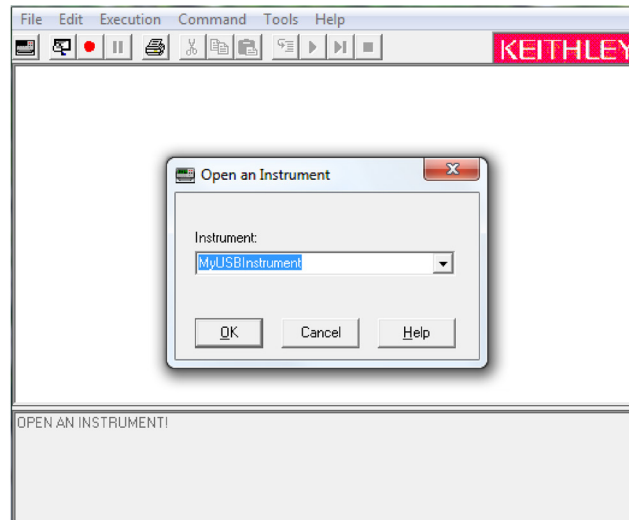 File Edit Execution Command Tools Help
KEITHLEY
Open an Instrument
Instrument:
MyUSBInstrument
OK Cancel Help
OPEN AN INSTRUMENT!